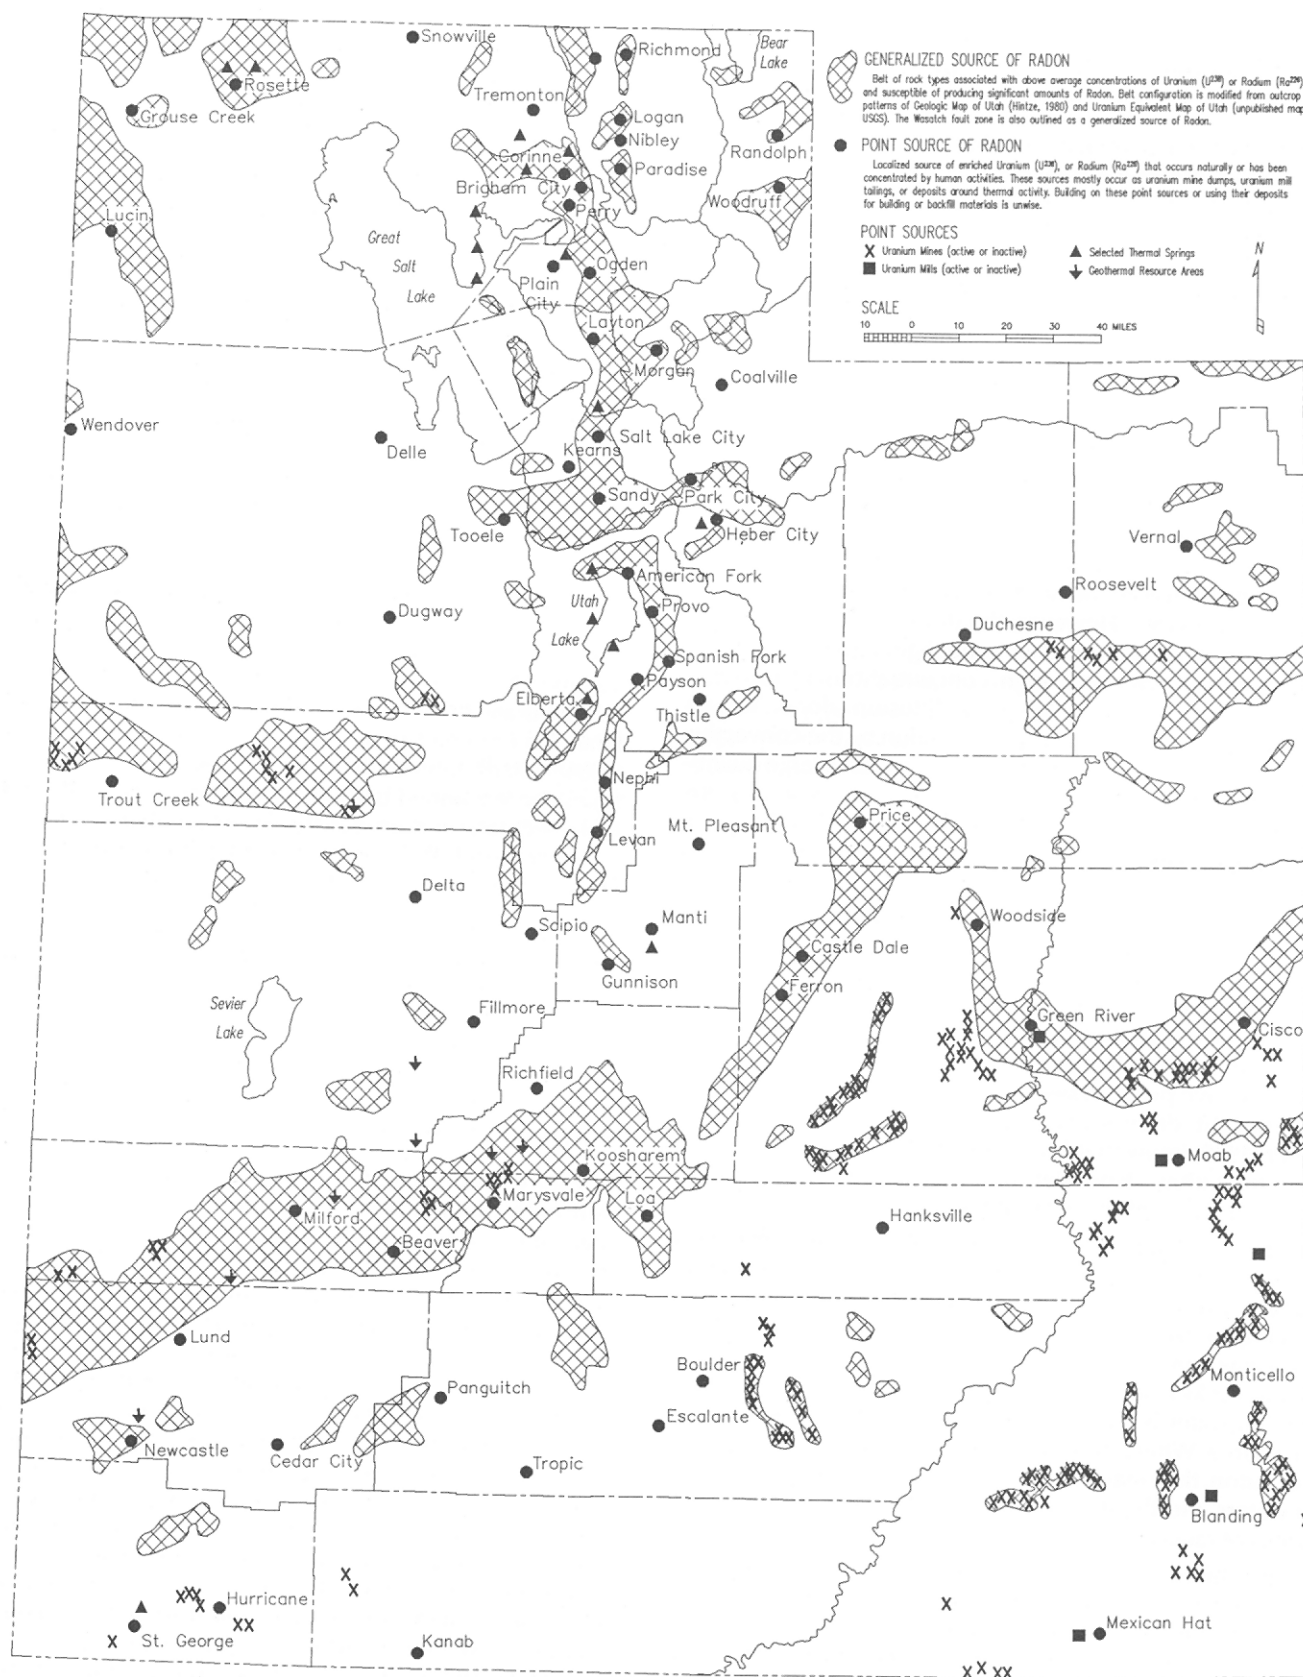 Snowville
Richmond
Bear
Lake
Rosette
Tremonton
Grouse Creek
Logan
Nibley
Corinne
Randolph
Paradise
Brigham City
Perry
Woodruff
Lucin
Great
Salt
Lake
Plain
City
Ogden
Layton
Morgan
Coalville
Wendover
Delle
Salt Lake City
Kearns
Sandy
Park City
Tooele
Heber City
Vernal
American Fork
Roosevelt
Utah
Lake
Dugway
Provo
Duchesne
Spanish Fork
Payson
Elberta
Thistle
Nephi
Trout Creek
Price
Mt. Pleasant
Levan
Delta
Scipio
Manti
Woodside
Castle Dale
Gunnison
Ferron
Sevier
Lake
Fillmore
Green River
Cisco
Richfield
Koosharem
Moab
Marysvale
Loa
Milford
Hanksville
Beaver
Lund
Boulder
Panguitch
Monticello
Escalante
Newcastle
Cedar City
Tropic
Blanding
Hurricane
St. George
Kanab
Mexican Hat
GENERALIZED SOURCE OF RADON
Belt of rock types associated with above average concentrations of Uranium (U238) or Radium (Ra226)
and susceptible of producing significant amounts of Radon. Belt configuration is modified from outcrop
patterns of Geologic Map of Utah (Hintze, 1980) and Uranium Equivalent Map of Utah (unpublished map
USGS). The Wasatch fault zone is also outlined as a generalized source of Radon.
POINT SOURCE OF RADON
Localized source of enriched Uranium (U238), or Radium (Ra226) that occurs naturally or has been
concentrated by human activities. These sources mostly occur as uranium mine dumps, uranium mill
tailings, or deposits around thermal activity. Building on these point sources or using their deposits
for building or backfill materials is unwise.
POINT SOURCES
Uranium Mines (active or inactive)
Selected Thermal Springs
Uranium Mills (active or inactive)
Geothermal Resource Areas
N
SCALE
10 0 10 20 30 40 MILES